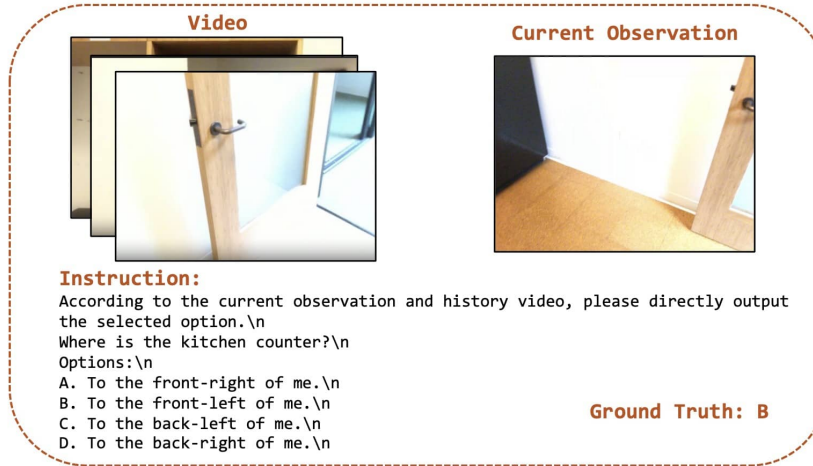 Video
Current Observation
Instruction:
According to the current observation and history video, please directly output
the selected option.\n
Where is the kitchen counter?\n
Options:\n
A. To the front-right of me.\n
B. To the front-left of me.\n
C. To the back-left of me.\n
D. To the back-right of me.\n
Ground Truth: B